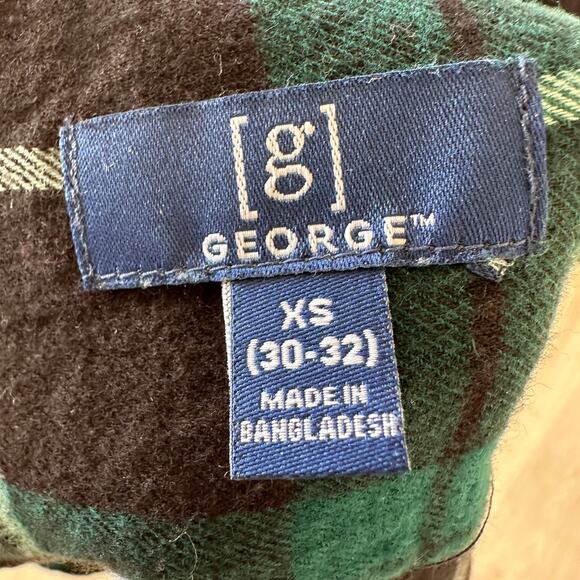 [g]
GEORGE™
XS
(30-32)
MADE IN
BANGLADESH